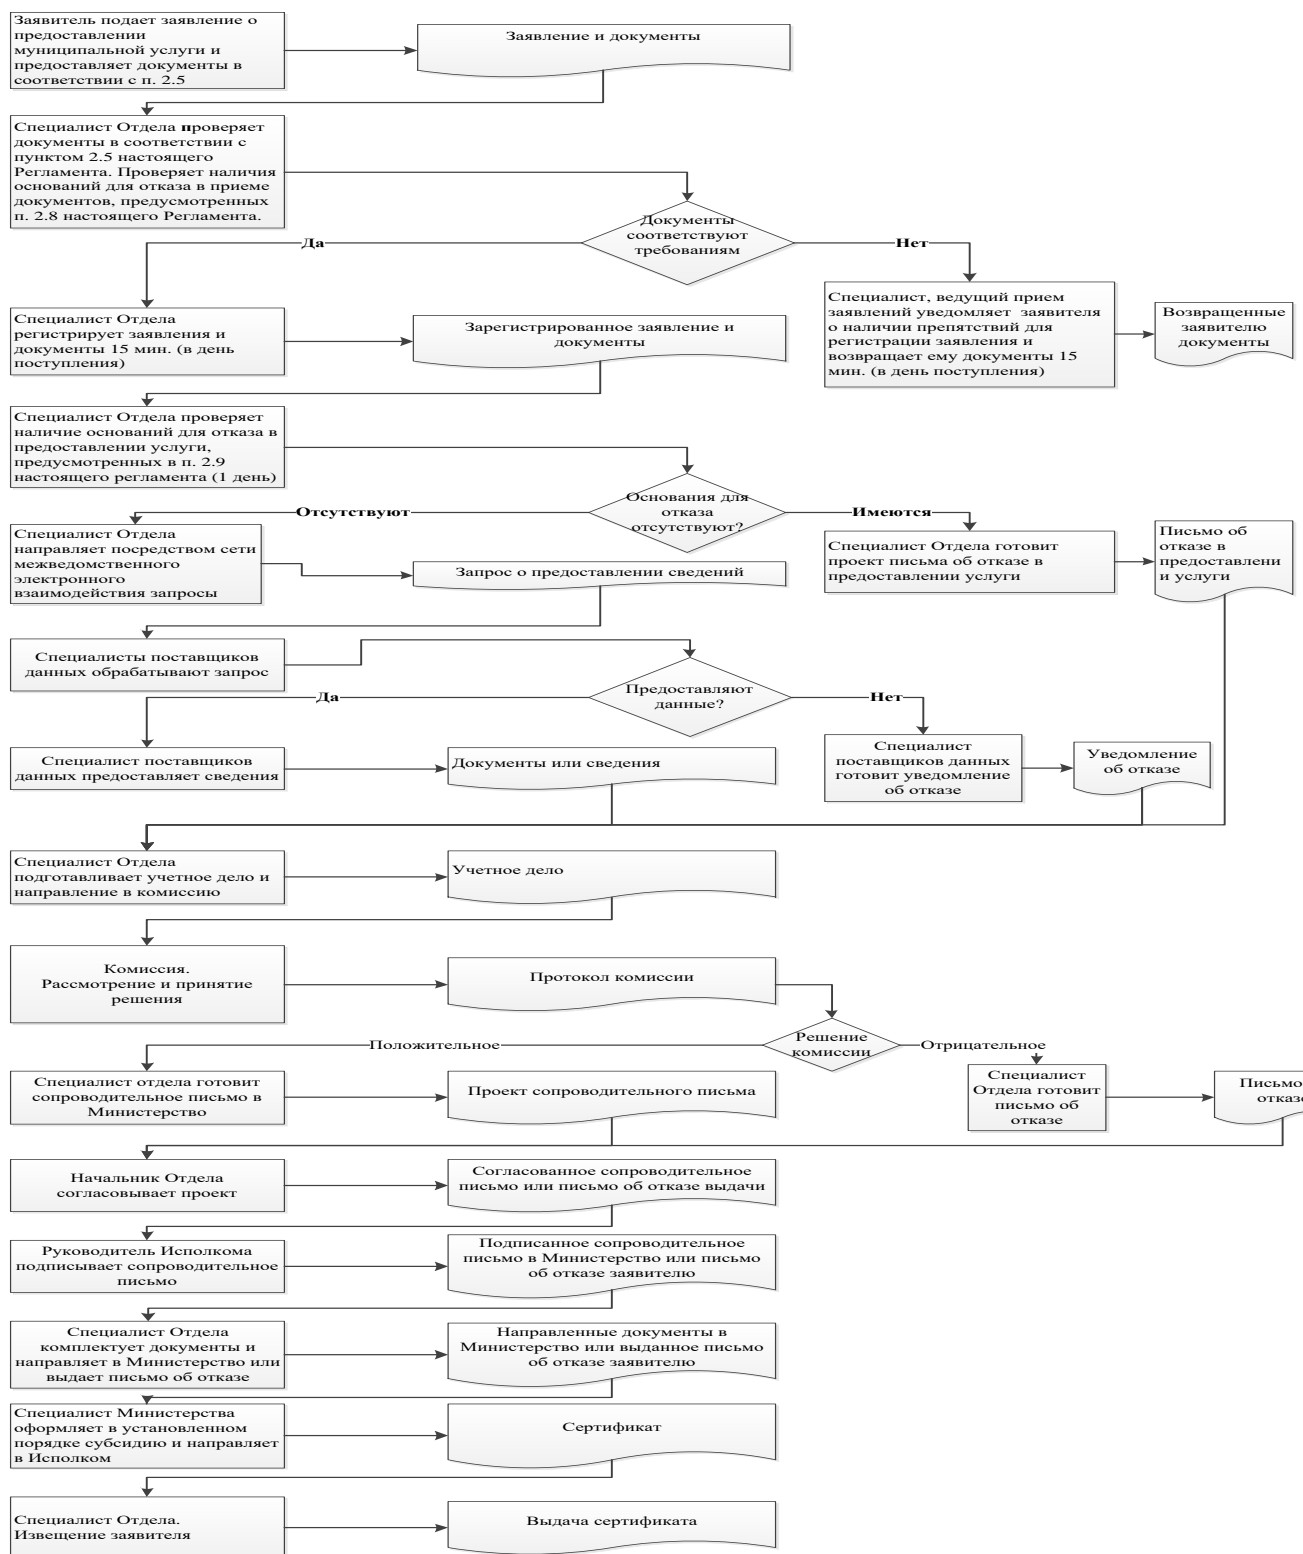 Заявитель подает заявление о
предоставлении
муниципальной услуги и
предоставляет документы в
соответствии с п. 2.5
Заявление и документы
Специалист Отдела проверяет
документы в соответствии с
пунктом 2.5 настоящего
Регламента. Проверяет наличия
оснований для отказа в приеме
документов, предусмотренных
п. 2.8 настоящего Регламента.
Документы
соответствуют
требованиям
Да
Нет
Специалист Отдела
регистрирует заявления и
документы 15 мин. (в день
поступления)
Зарегистрированное заявление и
документы
Специалист, ведущий прием
заявлений уведомляет заявителя
о наличии препятствий для
регистрации заявления и
возвращает ему документы 15
мин. (в день поступления)
Возвращенные
заявителю
документы
Специалист Отдела проверяет
наличие оснований для отказа в
предоставлении услуги,
предусмотренных в п. 2.9
настоящего регламента (1 день)
Основания для
отказа
отсутствуют?
Отсутствуют
Имеются
Специалист Отдела
направляет посредством сети
межведомственного
электронного
взаимодействия запросы
Запрос о предоставлении сведений
Специалист Отдела готовит
проект письма об отказе в
предоставлении услуги
Письмо об
отказе в
предоставлени
и услуги
Специалисты поставщиков
данных обрабатывают запрос
Предоставляют
данные?
Да
Нет
Специалист поставщиков
данных предоставляет сведения
Документы или сведения
Специалист
поставщиков данных
готовит уведомление
об отказе
Уведомление
об отказе
Специалист Отдела
подготавливает учетное дело и
направление в комиссию
Учетное дело
Комиссия.
Рассмотрение и принятие
решения
Протокол комиссии
Решение
комиссии
Положительное
Отрицательное
Специалист отдела готовит
сопроводительное письмо в
Министерство
Проект сопроводительного письма
Специалист
Отдела готовит
письмо об
отказе
Письмо
отказе
Начальник Отдела
согласовывает проект
Согласованное сопроводительное
письмо или письмо об отказе выдачи
Руководитель Исполкома
подписывает сопроводительное
письмо
Подписанное сопроводительное
письмо в Министерство или письмо
об отказе заявителю
Специалист Отдела
комплектует документы и
направляет в Министерство или
выдает письмо об отказе
Направленные документы в
Министерство или выданное письмо
об отказе заявителю
Специалист Министерства
оформляет в установленном
порядке субсидию и направляет
в Исполком
Сертификат
Специалист Отдела.
Извещение заявителя
Выдача сертификата